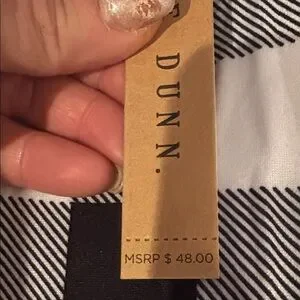 DUNN.
MSRP $ 48.00